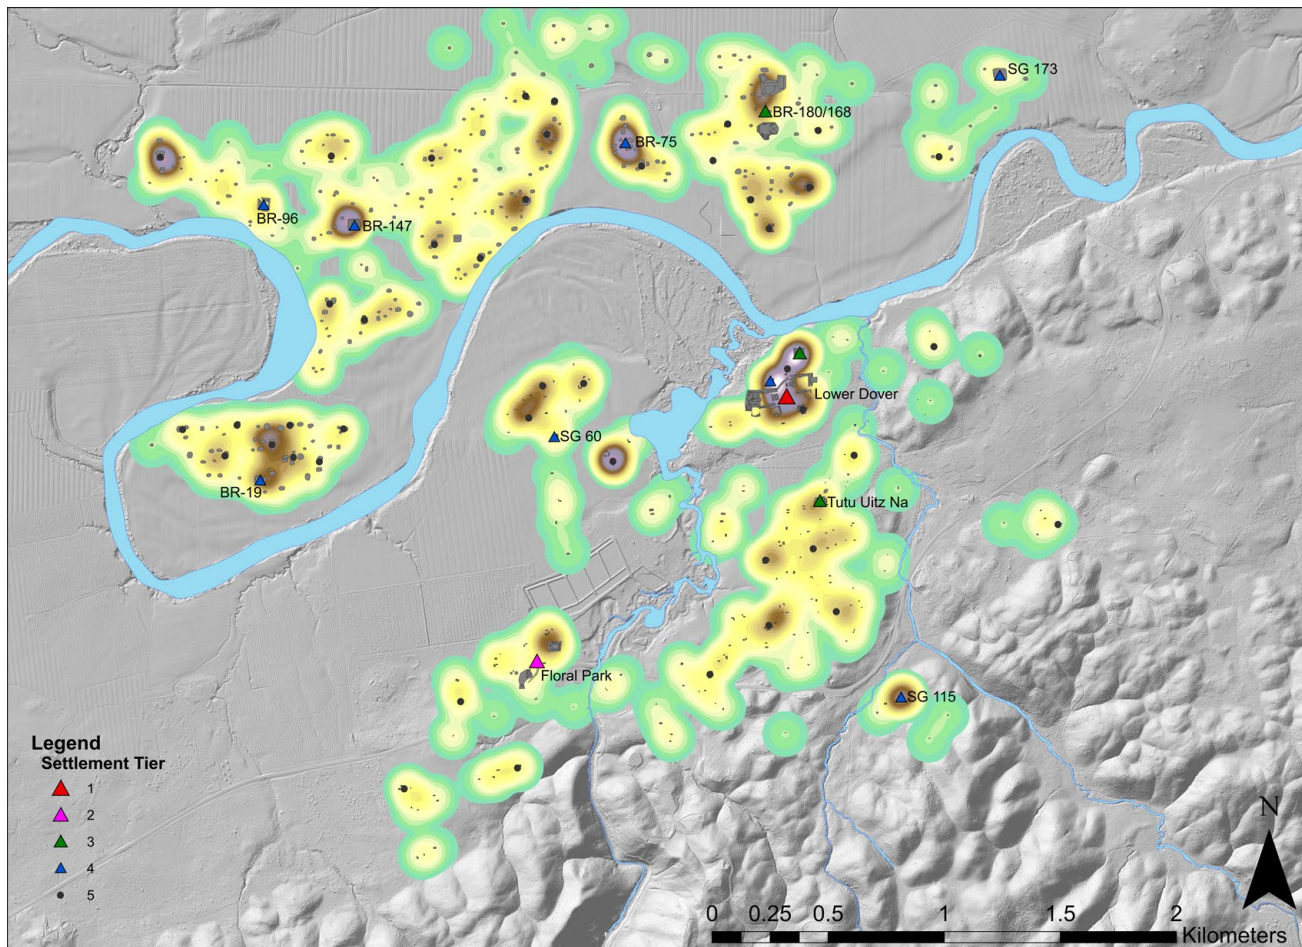 SG 173
BR-180/168
BR-75
BR-96
BR-147
Lower Dover
SG 60
BR-19
Tutu Uitz Na
Floral Park
SG 115
Legend
Settlement Tier
1
2
3
4
5
N
0 0.25 0.5 1 1.5 2
Kilometers